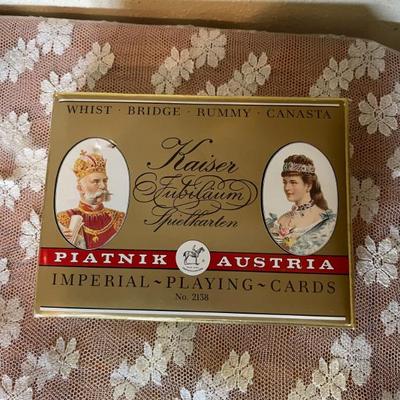 WHIST · BRIDGE · RUMMY · CANASTA
Kaiser
Jubiläum
Spielkarten
PIATNIK AUSTRIA
IMPERIAL ~ PLAYING ~ CARDS
No. 2138